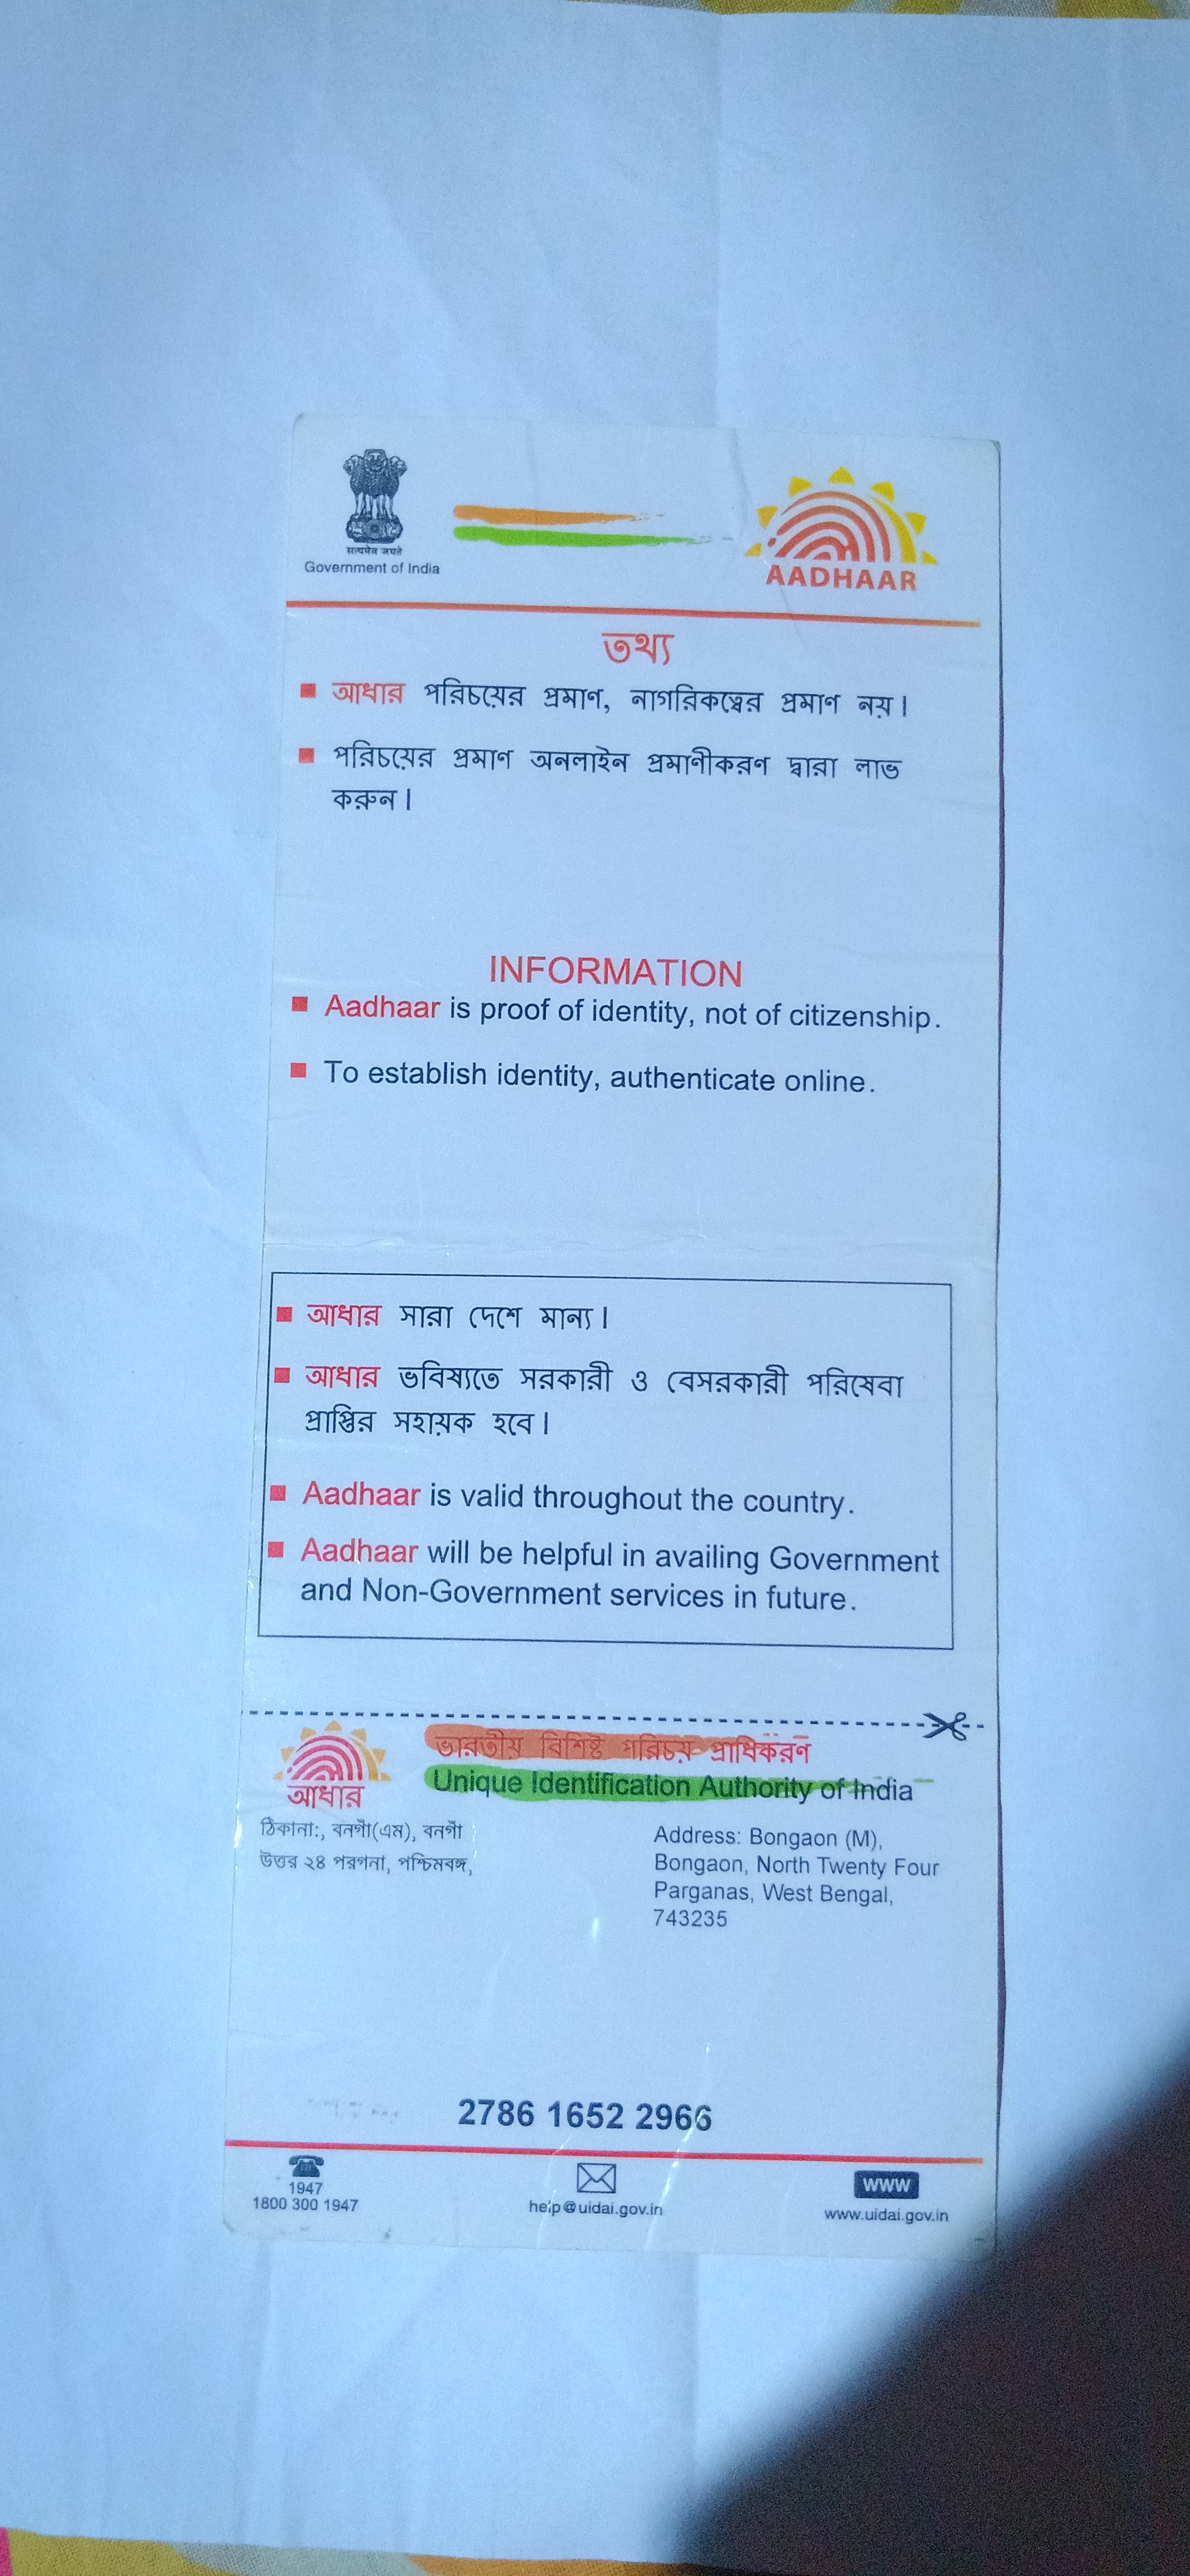 सत्यमेव जयते
Government of India
AADHAAR
তথ্য
আধার পরিচয়ের প্রমাণ, নাগরিকত্বের প্রমাণ নয়।
পরিচয়ের প্রমাণ অনলাইন প্রমাণীকরণ দ্বারা লাভ
করুন।
INFORMATION
Aadhaar is proof of identity, not of citizenship.
To establish identity, authenticate online.
আধার সারা দেশে মান্য।
আধার ভবিষ্যতে সরকারী ও বেসরকারী পরিষেবা
প্রাপ্তির সহায়ক হবে।
Aadhaar is valid throughout the country.
Aadhaar will be helpful in availing Government
and Non-Government services in future.
ভারতীয় বিশিষ্ট পরিচয় প্রাধিকরণ
Unique Identification Authority of India
আধার
ঠিকানা:, বনগাঁ(এম), বনগাঁ
উত্তর ২৪ পরগনা, পশ্চিমবঙ্গ,
Address: Bongaon (M),
Bongaon, North Twenty Four
Parganas, West Bengal,
743235
2786 1652 2966
1947
1800 300 1947
help@uidai.gov.in
www
www.uidai.gov.in